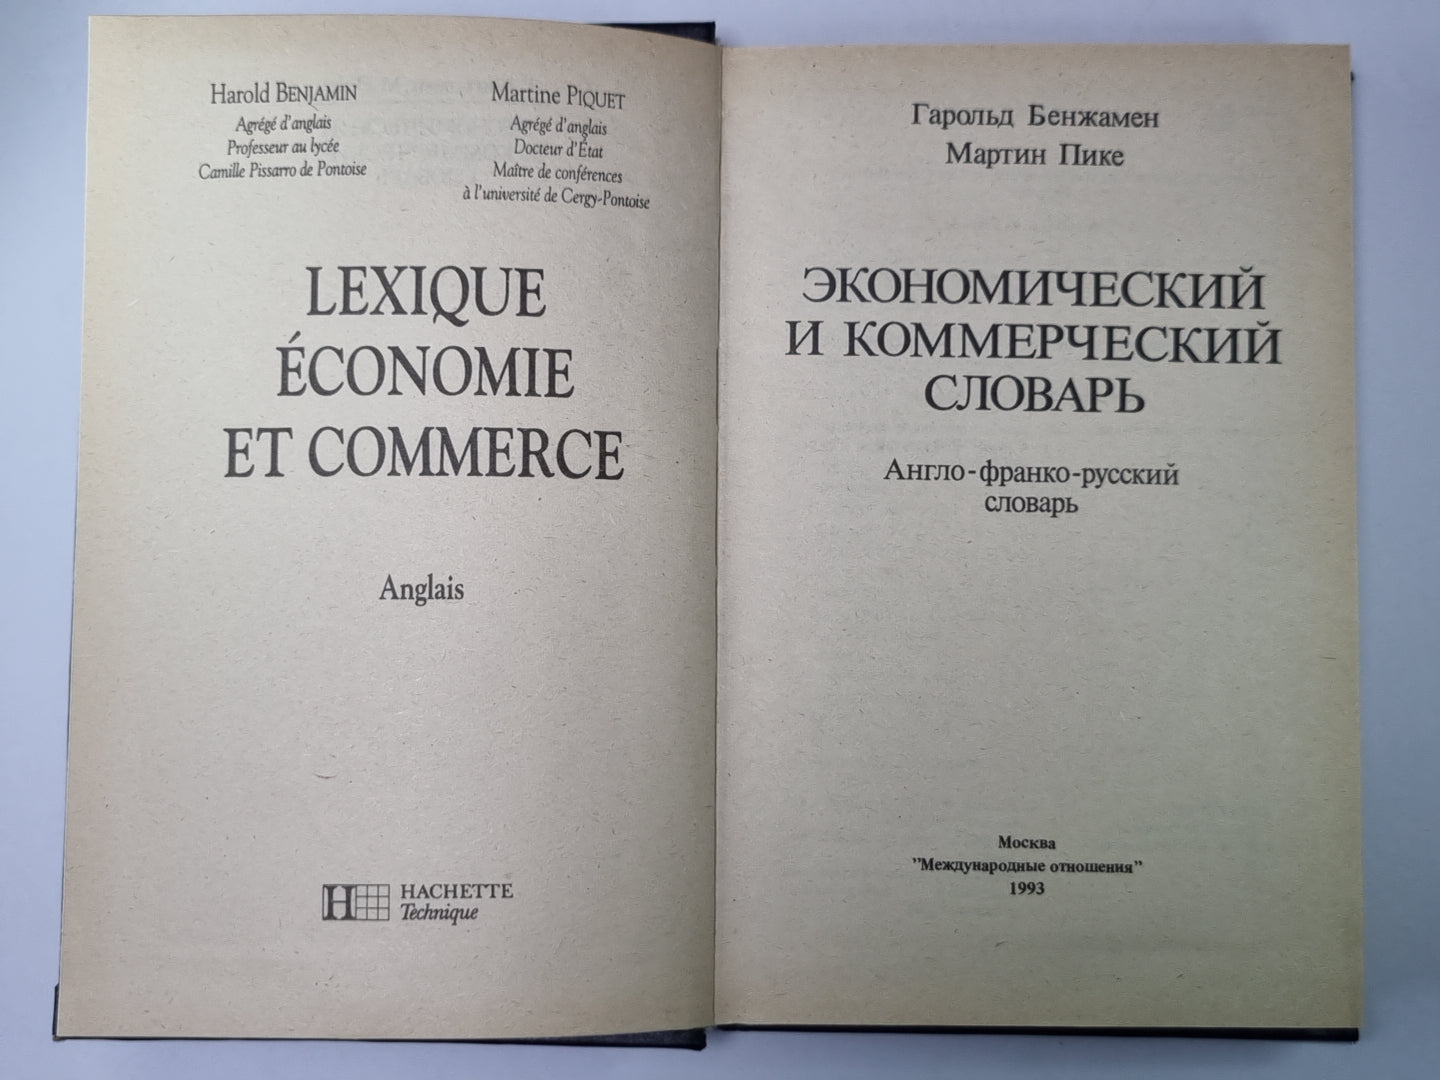 Harold BENJAMIN
Agrégé d'anglais
Professeur au lycée
Camille Pissarro de Pontoise
Martine PIQUET
Agrégé d'anglais
Docteur d'État
Maître de conférences
à l'université de Cergy-Pontoise
LEXIQUE
ÉCONOMIE
ET COMMERCE
Anglais
H HACHETTE
Technique
Гарольд Бенжамен
Мартин Пике
ЭКОНОМИЧЕСКИЙ
И КОММЕРЧЕСКИЙ
СЛОВАРЬ
Англо-франко-русский
словарь
Москва
"Международные отношения"
1993